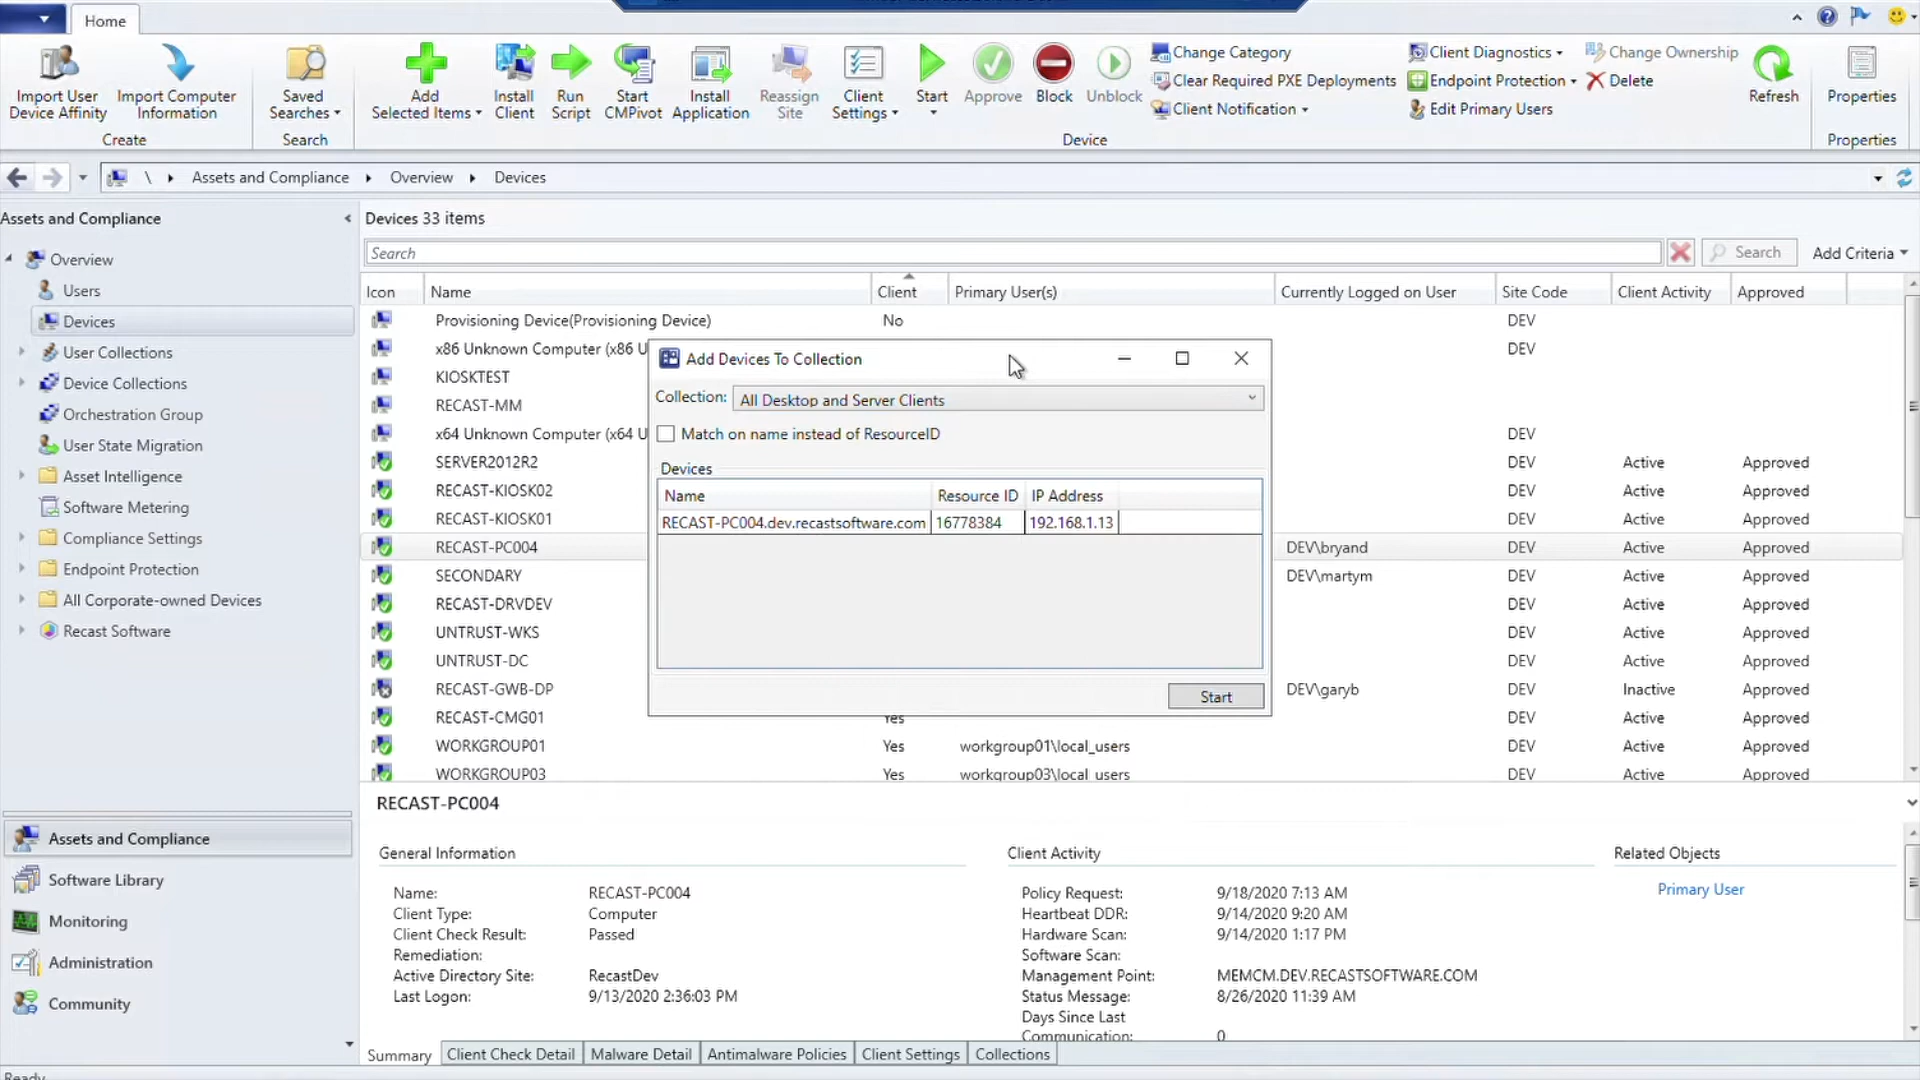 Home
Import User
Device Affinity
Import Computer
Information
Create
Saved
Searches
Search
Add
Selected Items
Install
Client
Run
Script
Start
CMPivot
Install
Application
Reassign
Site
Client
Settings
Start
Approve
Block
Unblock
Change Category
Clear Required PXE Deployments
Client Notification
Client Diagnostics
Endpoint Protection
Edit Primary Users
Change Ownership
Delete
Device
Refresh
Properties
Properties
\ Assets and Compliance Overview Devices
Assets and Compliance
Overview
Users
Devices
User Collections
Device Collections
Orchestration Group
User State Migration
Asset Intelligence
Software Metering
Compliance Settings
Endpoint Protection
All Corporate-owned Devices
Recast Software
Assets and Compliance
Software Library
Monitoring
Administration
Community
Devices 33 items
Search Search Add Criteria
Icon Name Client Primary User(s) Currently Logged on User Site Code Client Activity Approved
Provisioning Device(Provisioning Device) No DEV
x86 Unknown Computer (x86 U DEV
KIOSKTEST
RECAST-MM
x64 Unknown Computer (x64 U DEV
SERVER2012R2 DEV Active Approved
RECAST-KIOSK02 DEV Active Approved
RECAST-KIOSK01 DEV Active Approved
RECAST-PC004 DEV\bryand DEV Active Approved
SECONDARY DEV\martym DEV Active Approved
RECAST-DRVDEV DEV Active Approved
UNTRUST-WKS DEV Active Approved
UNTRUST-DC DEV Active Approved
RECAST-GWB-DP DEV\garyb DEV Inactive Approved
RECAST-CMG01 Yes DEV Active Approved
WORKGROUP01 Yes workgroup01\local_users DEV Active Approved
WORKGROUP03 Yes workgroup03\local_users DEV Active Approved
Add Devices To Collection
Collection: All Desktop and Server Clients
Match on name instead of ResourceID
Devices
Name Resource ID IP Address
RECAST-PC004.dev.recastsoftware.com 16778384 192.168.1.13
Start
RECAST-PC004
General Information
Name: RECAST-PC004
Client Type: Computer
Client Check Result: Passed
Remediation:
Active Directory Site: RecastDev
Last Logon: 9/13/2020 2:36:03 PM
Client Activity
Policy Request: 9/18/2020 7:13 AM
Heartbeat DDR: 9/14/2020 9:20 AM
Hardware Scan: 9/14/2020 1:17 PM
Software Scan:
Management Point: MEMCM.DEV.RECASTSOFTWARE.COM
Status Message: 8/26/2020 11:39 AM
Days Since Last
Communication: 0
Related Objects
Primary User
Summary Client Check Detail Malware Detail Antimalware Policies Client Settings Collections
Ready